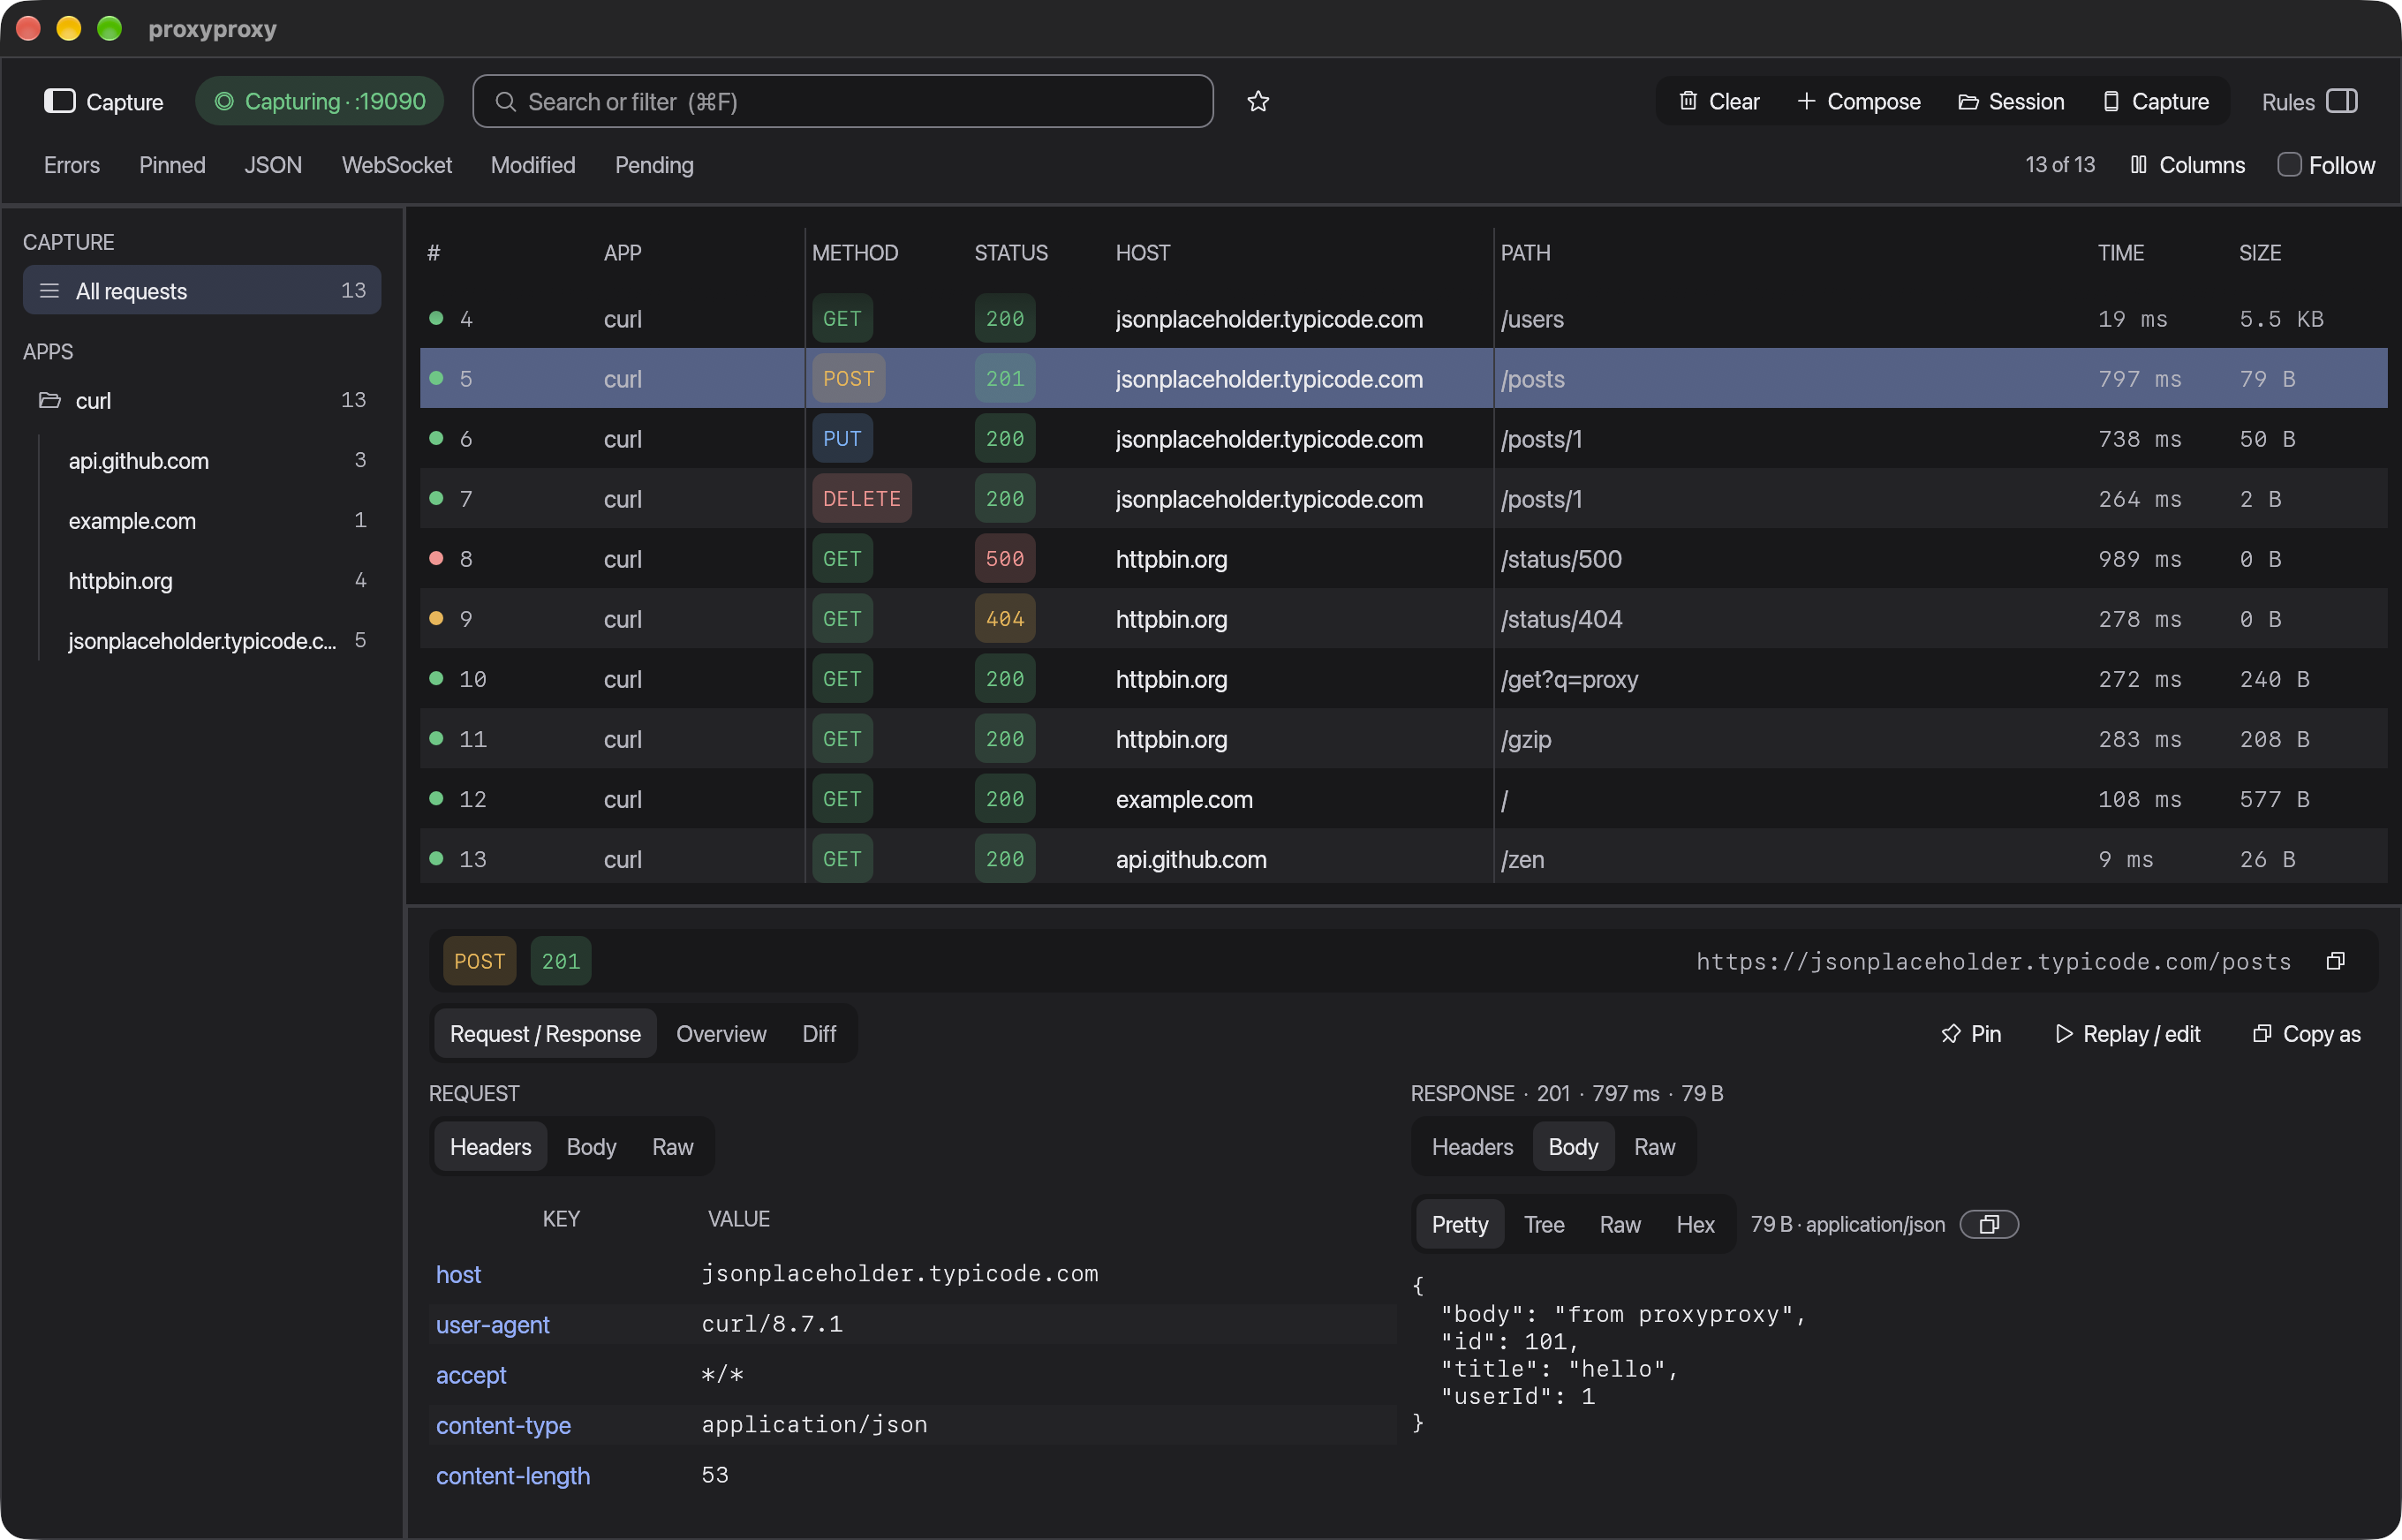 proxyproxy
Capture Capturing · :19090 Search or filter (⌘F) Clear Compose Session Capture Rules
Errors Pinned JSON WebSocket Modified Pending 13 of 13 Columns Follow
CAPTURE
All requests 13
APPS
curl 13
api.github.com 3
example.com 1
httpbin.org 4
jsonplaceholder.typicode.c... 5
# APP METHOD STATUS HOST PATH TIME SIZE
4 curl GET 200 jsonplaceholder.typicode.com /users 19 ms 5.5 KB
5 curl POST 201 jsonplaceholder.typicode.com /posts 797 ms 79 B
6 curl PUT 200 jsonplaceholder.typicode.com /posts/1 738 ms 50 B
7 curl DELETE 200 jsonplaceholder.typicode.com /posts/1 264 ms 2 B
8 curl GET 500 httpbin.org /status/500 989 ms 0 B
9 curl GET 404 httpbin.org /status/404 278 ms 0 B
10 curl GET 200 httpbin.org /get?q=proxy 272 ms 240 B
11 curl GET 200 httpbin.org /gzip 283 ms 208 B
12 curl GET 200 example.com / 108 ms 577 B
13 curl GET 200 api.github.com /zen 9 ms 26 B
POST 201 https://jsonplaceholder.typicode.com/posts
Request / Response Overview Diff Pin Replay / edit Copy as
REQUEST
Headers Body Raw
KEY VALUE
host jsonplaceholder.typicode.com
user-agent curl/8.7.1
accept */*
content-type application/json
content-length 53
RESPONSE · 201 · 797 ms · 79 B
Headers Body Raw
Pretty Tree Raw Hex 79 B · application/json
{
"body": "from proxyproxy",
"id": 101,
"title": "hello",
"userId": 1
}